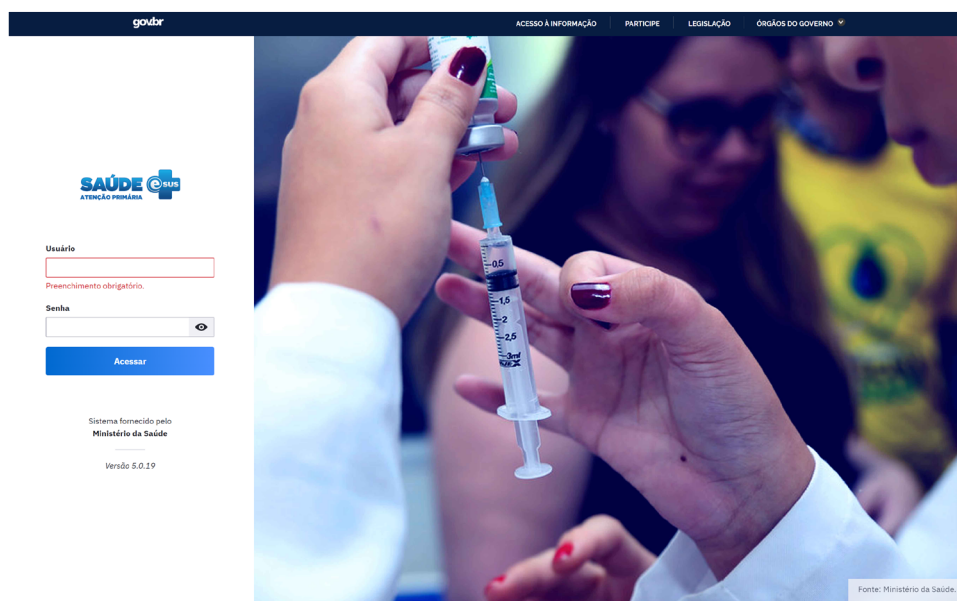 gov.br
ACESSO À INFORMAÇÃO
PARTICIPE
LEGISLAÇÃO
ÓRGÃOS DO GOVERNO
SAÚDE e SUS
ATENÇÃO PRIMÁRIA
Usuário
Preenchimento obrigatório.
Senha
Acessar
Sistema fornecido pelo
Ministério da Saúde
Versão 5.0.19
0,5
1,5
2
2,5
3ml
Fonte: Ministério da Saúde.